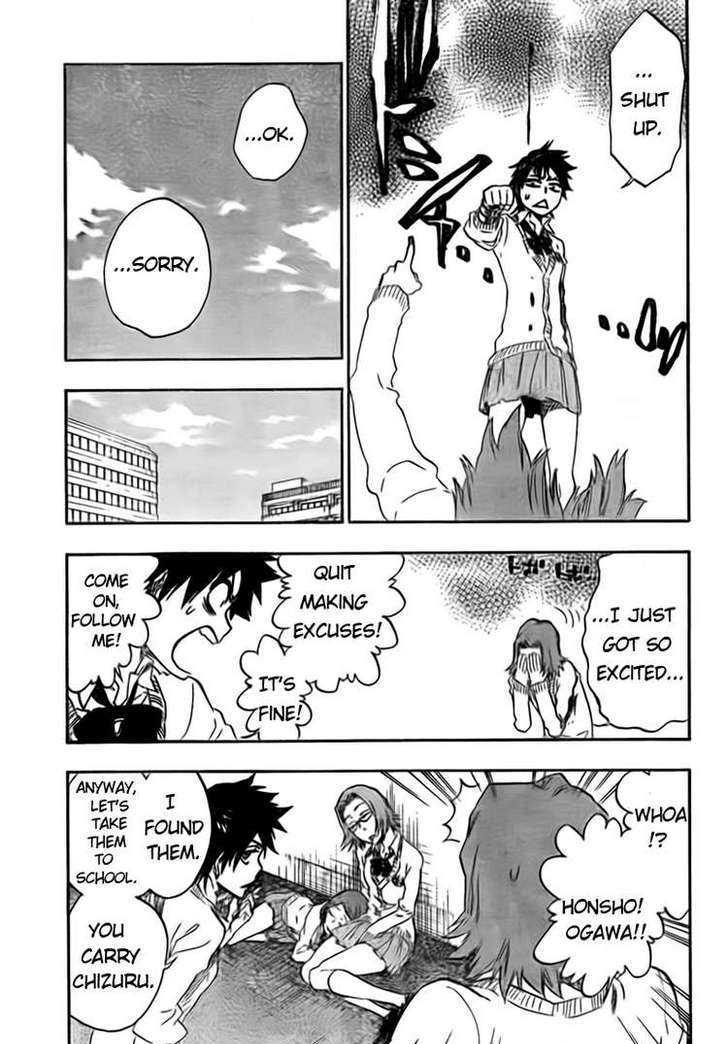 ...
SHUT
UP.
...OK.
...SORRY.
...I JUST
GOT SO
EXCITED...
QUIT
MAKING
EXCUSES!
IT'S
FINE!
COME
ON,
FOLLOW
ME!
WHOA
!?
HONSHO!
OGAWA!!
I
FOUND
THEM.
ANYWAY,
LET'S
TAKE
THEM
TO
SCHOOL.
YOU
CARRY
CHIZURU.